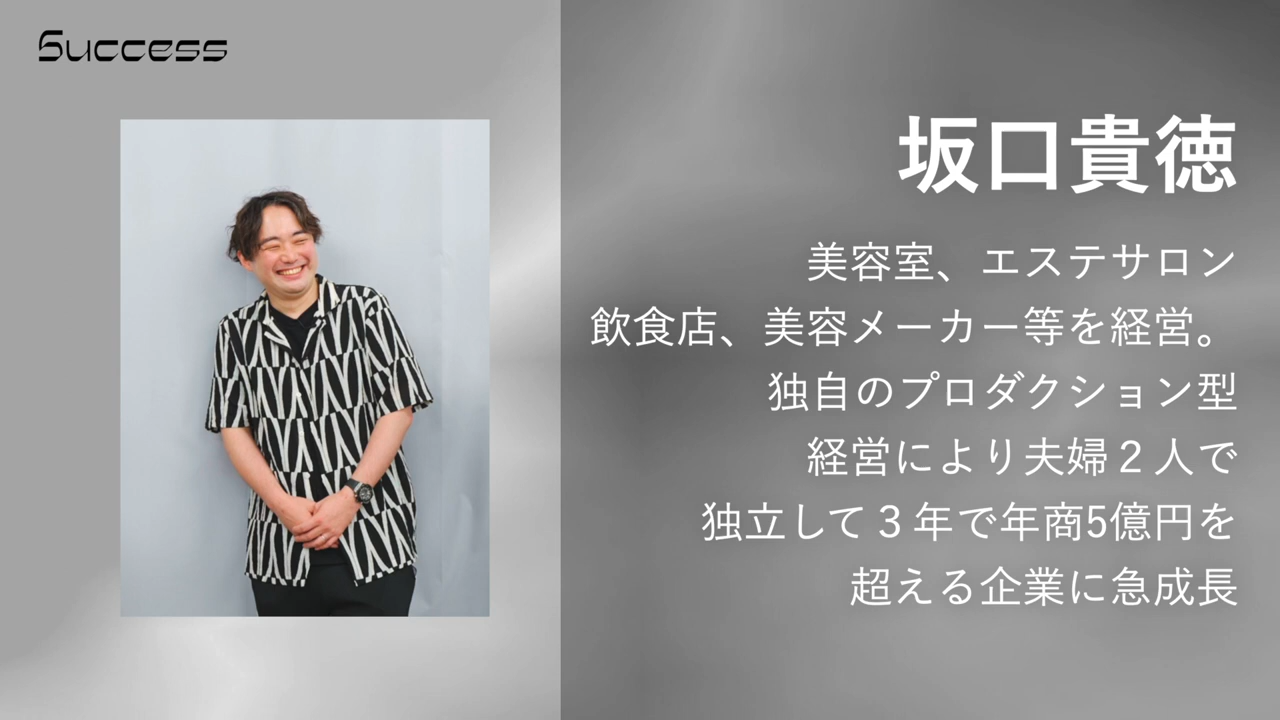 Success
坂口貴徳
美容室、エステサロン
飲食店、美容メーカー等を経営。
独自のプロダクション型
経営により夫婦２人で
独立して３年で年商5億円を
超える企業に急成長